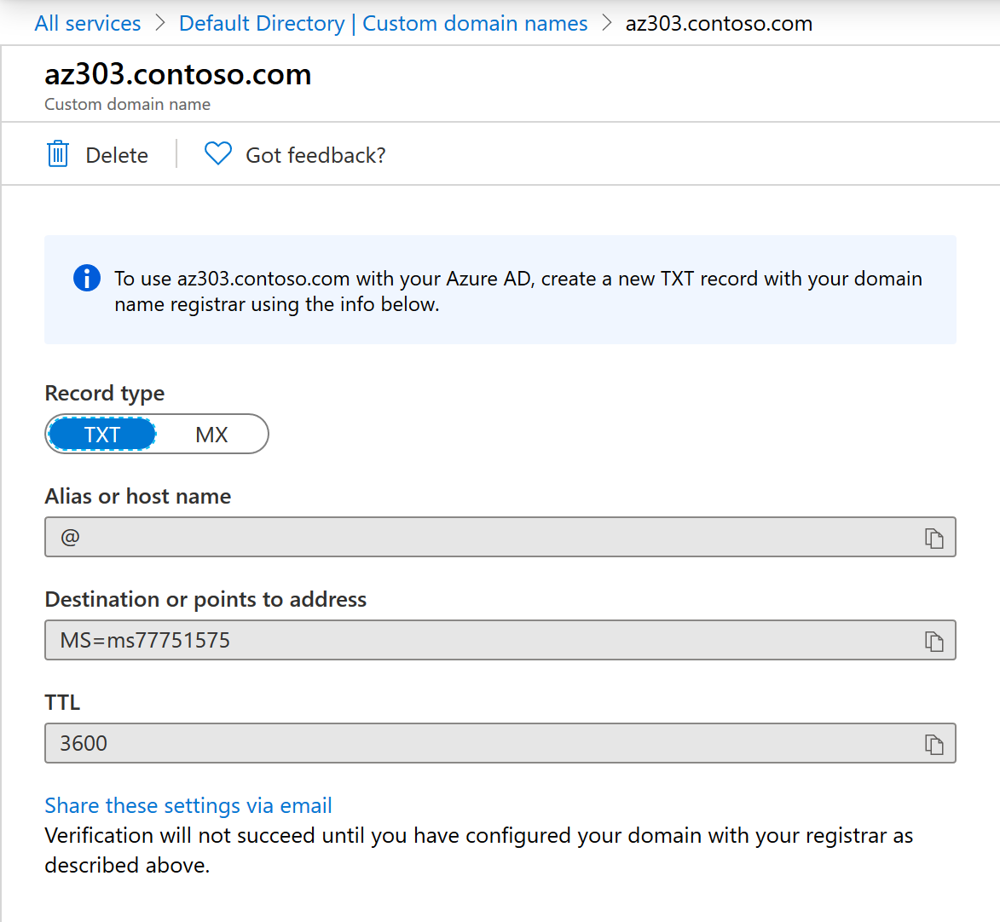 All services > Default Directory | Custom domain names > az303.contoso.com
az303.contoso.com
Custom domain name
Delete
Got feedback?
To use az303.contoso.com with your Azure AD, create a new TXT record with your domain
name registrar using the info below.
Record type
TXT MX
Alias or host name
@
Destination or points to address
MS=ms77751575
TTL
3600
Share these settings via email
Verification will not succeed until you have configured your domain with your registrar as
described above.